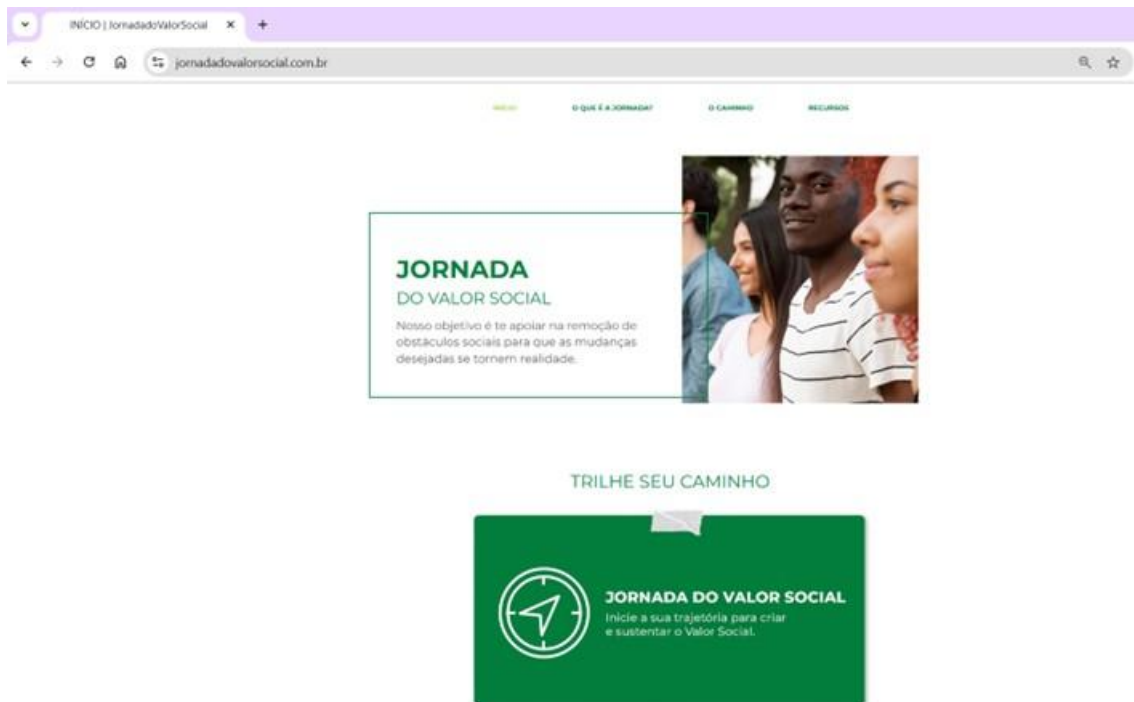 INÍCIO | JornadadoValorSocial
jornadadovalorsocial.com.br
INÍCIO O QUE É A JORNADA? O CAMINHO RECURSOS
JORNADA
DO VALOR SOCIAL
Nosso objetivo é te apoiar na remoção de
obstáculos sociais para que as mudanças
desejadas se tornem realidade.
TRILHE SEU CAMINHO
JORNADA DO VALOR SOCIAL
Inicie a sua trajetória para criar
e sustentar o Valor Social.